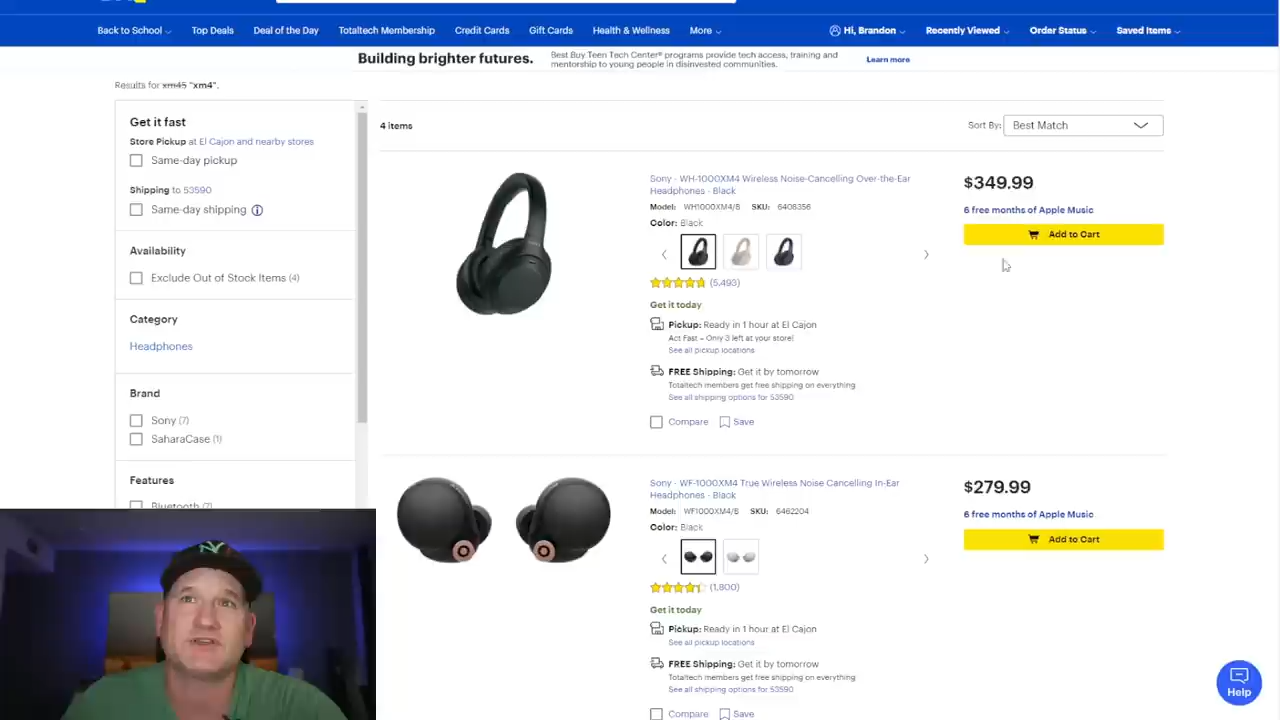 Back to School
Top Deals
Deal of the Day
Totaltech Membership
Credit Cards
Gift Cards
Health & Wellness
More
Hi, Brandon
Recently Viewed
Order Status
Saved Items
Building brighter futures.
Best Buy Teen Tech Center® programs provide tech access, training and
mentorship to young people in disinvested communities.
Learn more
Results for xm45 "xm4".
Get it fast
Store Pickup at El Cajon and nearby stores
Same-day pickup
Shipping to 53590
Same-day shipping
Availability
Exclude Out of Stock Items (4)
Category
Headphones
Brand
Sony (7)
SaharaCase (1)
Features
Bluetooth (7)
4 items
Sort By: Best Match
Sony - WH-1000XM4 Wireless Noise-Cancelling Over-the-Ear
Headphones - Black
Model: WH1000XM4/B SKU: 6408356
Color: Black
(5,493)
Get it today
Pickup: Ready in 1 hour at El Cajon
Act Fast – Only 3 left at your store!
See all pickup locations
FREE Shipping: Get it by tomorrow
Totaltech members get free shipping on everything
See all shipping options for 53590
Compare
Save
$349.99
6 free months of Apple Music
Add to Cart
Sony - WF-1000XM4 True Wireless Noise Cancelling In-Ear
Headphones - Black
Model: WF1000XM4/B SKU: 6462204
Color: Black
(1,800)
Get it today
Pickup: Ready in 1 hour at El Cajon
See all pickup locations
FREE Shipping: Get it by tomorrow
Totaltech members get free shipping on everything
See all shipping options for 53590
Compare
Save
$279.99
6 free months of Apple Music
Add to Cart
Help